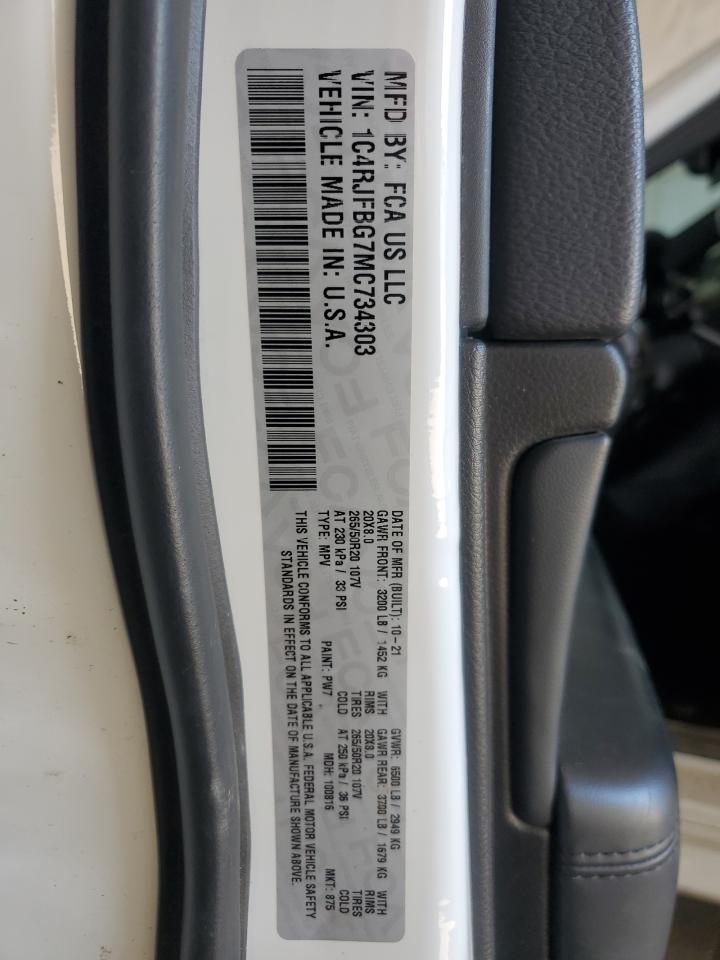 MFD BY: FCA US LLC
VIN: 1C4RJFBG7MC734303
VEHICLE MADE IN: U.S.A.
DATE OF MFR (BUILT): 10-21 GVWR: 6500 LB / 2949 KG
GAWR FRONT: 3200 LB / 1452 KG WITH GAWR REAR: 3700 LB / 1679 KG WITH
20X8.0 RIMS 20X8.0 RIMS
265/50R20 107V TIRES 265/50R20 107V TIRES
AT 230 kPa / 33 PSI COLD AT 250 kPa / 36 PSI COLD
TYPE: MPV PAINT: PW7 MDH: 100816 MKT: 875
THIS VEHICLE CONFORMS TO ALL APPLICABLE U.S.A. FEDERAL MOTOR VEHICLE SAFETY
STANDARDS IN EFFECT ON THE DATE OF MANUFACTURE SHOWN ABOVE.